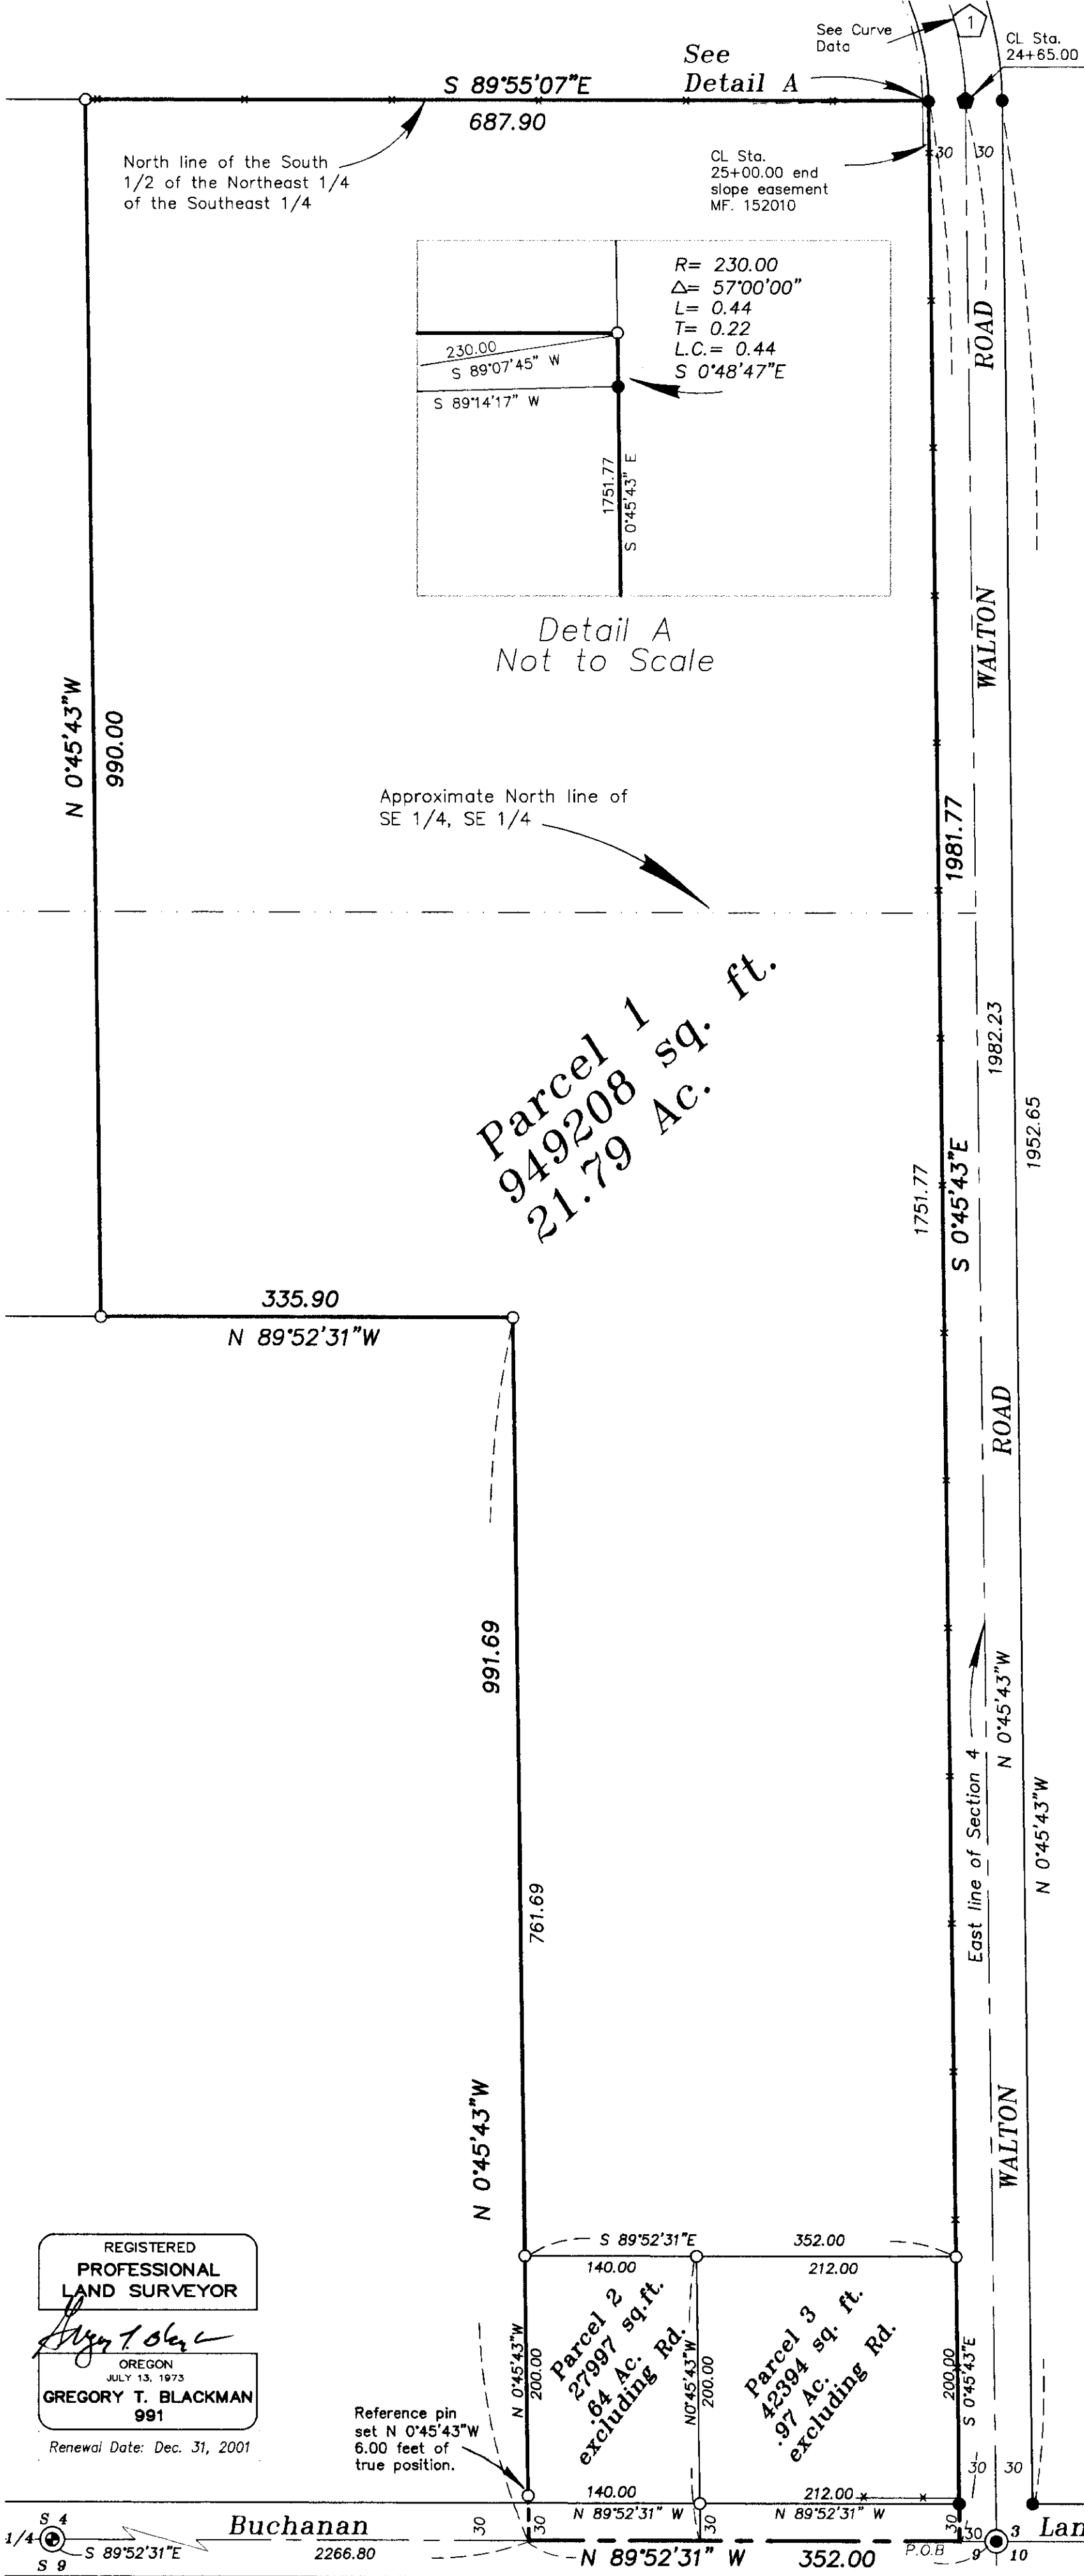 See Curve
Data
1
CL Sta.
24+65.00
See
Detail A
S 89°55'07"E
687.90
North line of the South
1/2 of the Northeast 1/4
of the Southeast 1/4
CL Sta.
25+00.00 end
slope easement
MF. 152010
30
30
R= 230.00
Δ= 57°00'00"
L= 0.44
T= 0.22
L.C.= 0.44
S 0°48'47"E
230.00
S 89°07'45" W
S 89°14'17" W
1751.77
S 0°45'43" E
Detail A
Not to Scale
ROAD
WALTON
N 0°45'43"W
990.00
Approximate North line of
SE 1/4, SE 1/4
1981.77
Parcel 1
949208 sq. ft.
21.79 Ac.
1982.23
1952.65
1751.77
S 0°45'43"E
335.90
N 89°52'31"W
ROAD
991.69
N 0°45'43"W
East line of Section 4
N 0°45'43"W
761.69
WALTON
N 0°45'43"W
S 89°52'31"E
352.00
140.00
212.00
REGISTERED
PROFESSIONAL
LAND SURVEYOR
OREGON
JULY 13, 1973
GREGORY T. BLACKMAN
991
Renewal Date: Dec. 31, 2001
N 0°45'43"W
200.00
Parcel 2
27997 sq.ft.
.64 Ac.
excluding Rd.
N0°45'43"W
200.00
Parcel 3
42394 sq. ft.
.97 Ac.
excluding Rd.
200.00
S 0°45'43"E
Reference pin
set N 0°45'43"W
6.00 feet of
true position.
30
30
140.00
N 89°52'31" W
212.00
N 89°52'31" W
S 4
1/4
S 9
S 89°52'31"E
Buchanan
2266.80
30
30
30
30
30
N 89°52'31" W
352.00
P.O.B
3
9
10
Lan